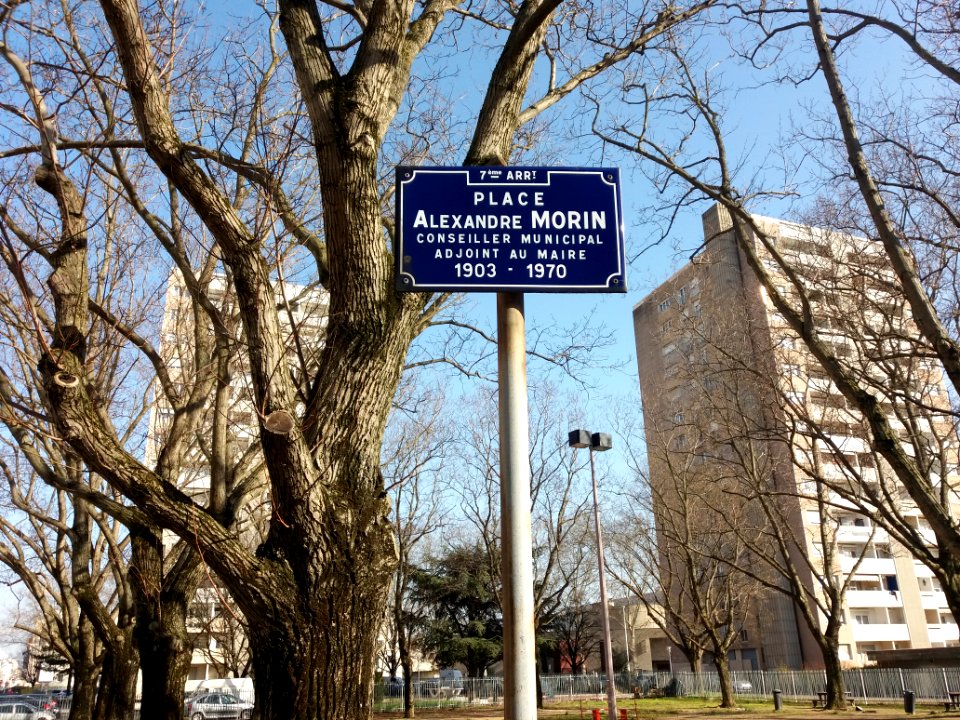 7ème ARRT
PLACE
ALEXANDRE MORIN
CONSEILLER MUNICIPAL
ADJOINT AU MAIRE
1903 - 1970